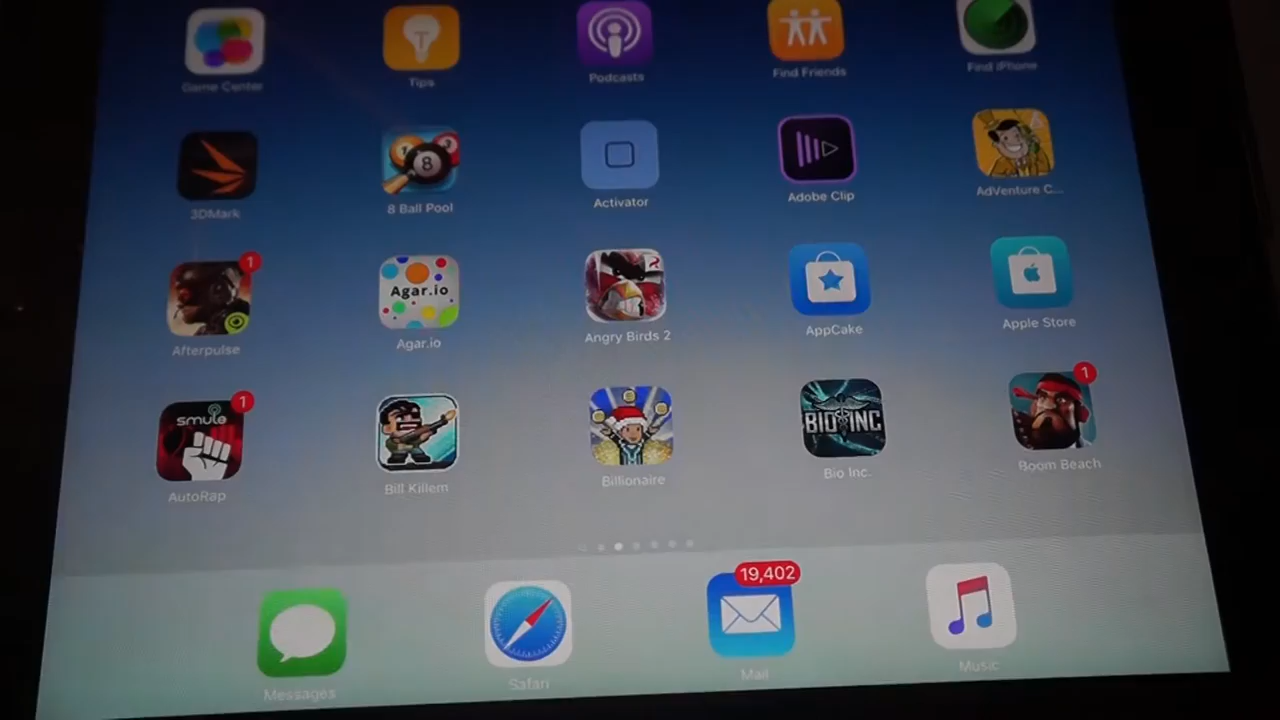 Game Center
Tips
Podcasts
Find Friends
Find iPhone
3DMark
8 Ball Pool
Activator
Adobe Clip
AdVenture C...
1
Afterpulse
Agar.io
Agar.io
Angry Birds 2
AppCake
Apple Store
1
smule
AutoRap
Bill Killem
Billionaire
BIO INC
Bio Inc.
1
Boom Beach
Messages
Safari
19,402
Mail
Music